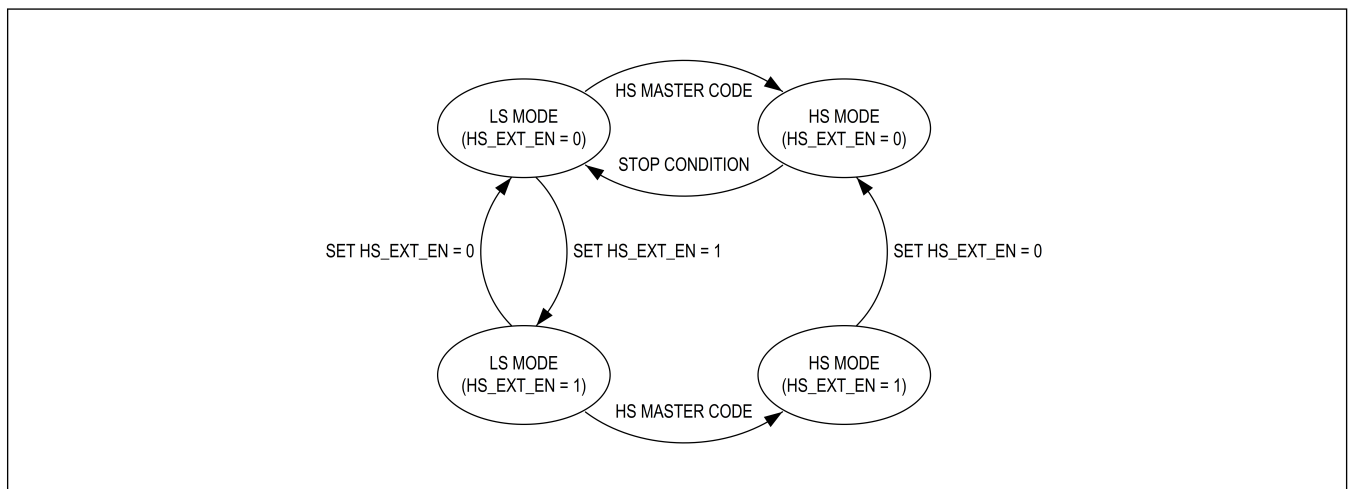 HS MASTER CODE
LS MODE
(HS_EXT_EN = 0)
HS MODE
(HS_EXT_EN = 0)
STOP CONDITION
SET HS_EXT_EN = 0
SET HS_EXT_EN = 1
SET HS_EXT_EN = 0
LS MODE
(HS_EXT_EN = 1)
HS MODE
(HS_EXT_EN = 1)
HS MASTER CODE